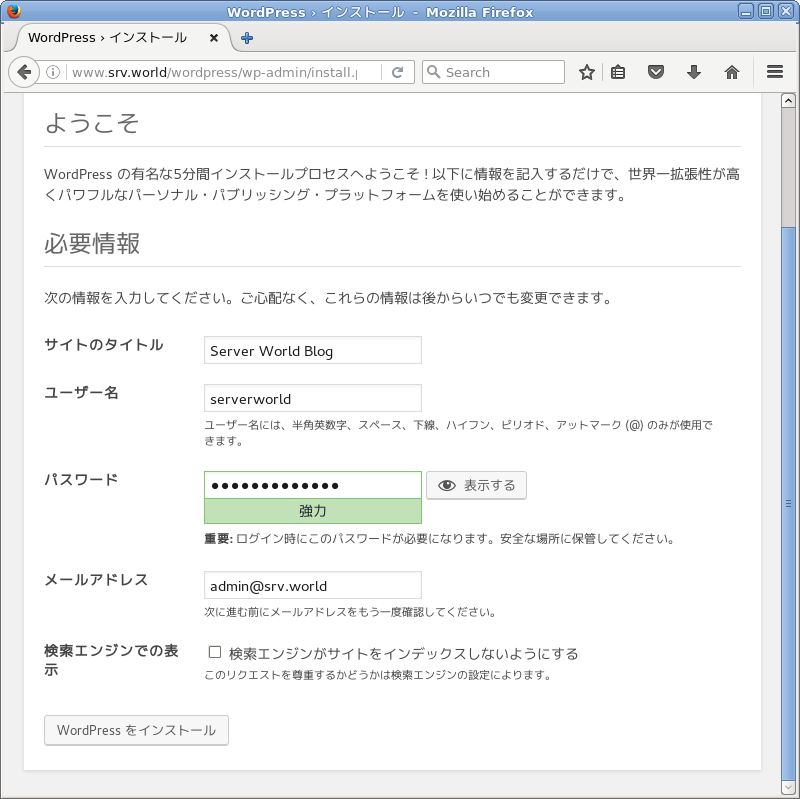 WordPress › インストール - Mozilla Firefox
WordPress › インストール
www.srv.world/wordpress/wp-admin/install.p
Search
ようこそ
WordPress の有名な5分間インストールプロセスへようこそ ! 以下に情報を記入するだけで、世界一拡張性が高
くパワフルなパーソナル・パブリッシング・プラットフォームを使い始めることができます。
必要情報
次の情報を入力してください。ご心配なく、これらの情報は後からいつでも変更できます。
サイトのタイトル
Server World Blog
ユーザー名
serverworld
ユーザー名には、半角英数字、スペース、下線、ハイフン、ピリオド、アットマーク (@) のみが使用で
きます。
パスワード
●●●●●●●●●●●●●
表示する
強力
重要: ログイン時にこのパスワードが必要になります。安全な場所に保管してください。
メールアドレス
admin@srv.world
次に進む前にメールアドレスをもう一度確認してください。
検索エンジンでの表
示
検索エンジンがサイトをインデックスしないようにする
このリクエストを尊重するかどうかは検索エンジンの設定によります。
WordPress をインストール